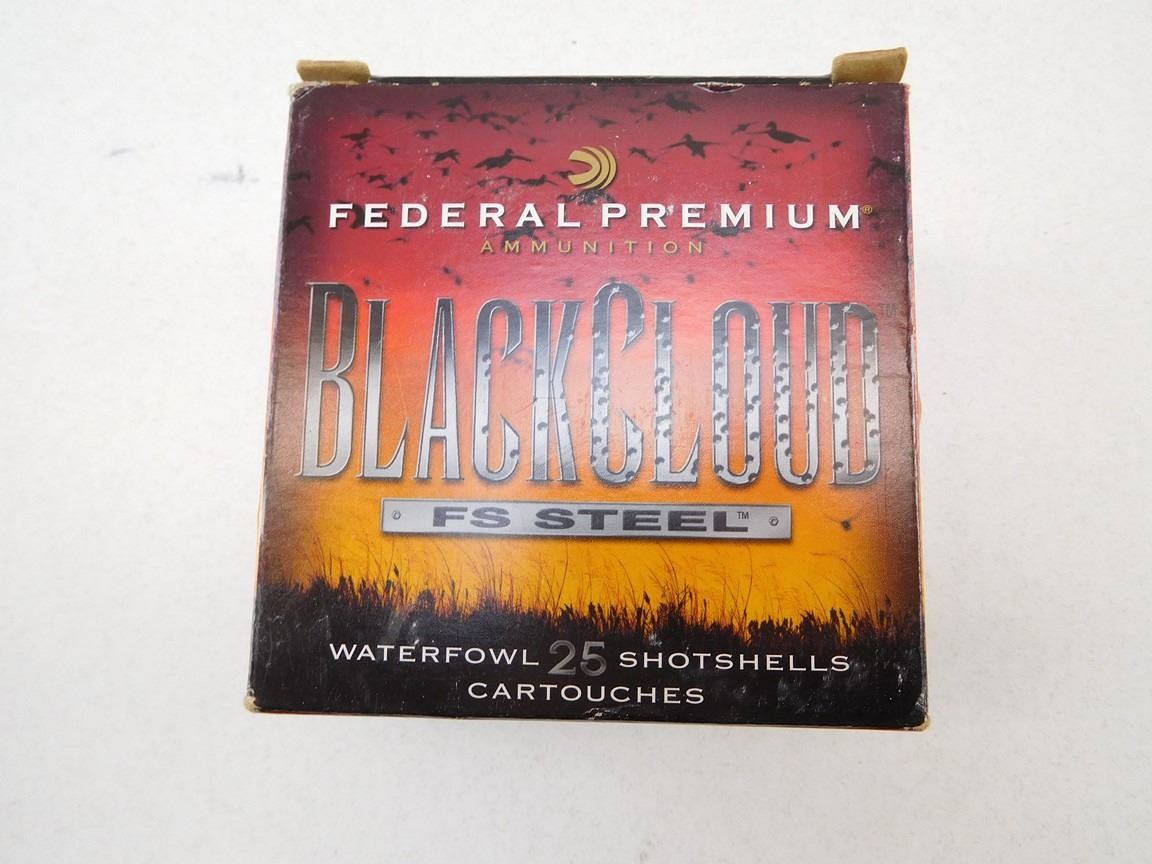 FEDERAL PREMIUM®
AMMUNITION
BLACKCLOUD™
FS STEEL™
WATERFOWL 25 SHOTSHELLS
CARTOUCHES